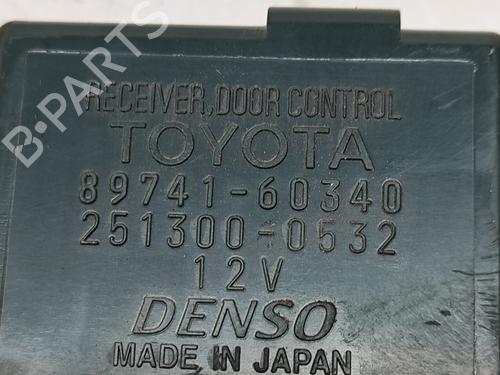 B-PARTS
RECEIVER, DOOR CONTROL
TOYOTA
89741-60340
251300-0532
12V
DENSO
MADE IN JAPAN